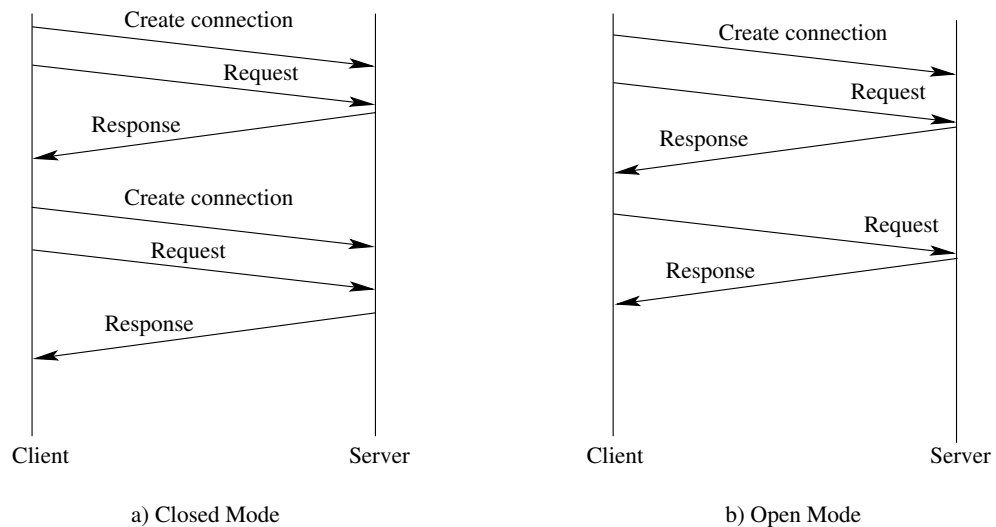 Create connection
Request
Response
Create connection
Request
Response
Client
Server
a) Closed Mode
Create connection
Request
Response
Request
Response
Client
Server
b) Open Mode